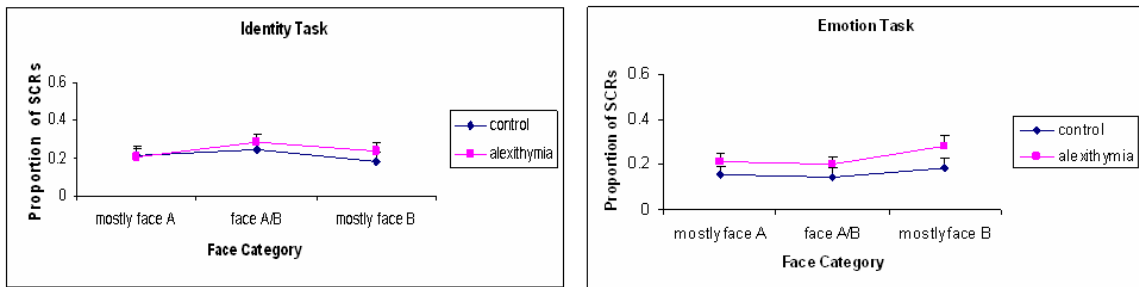 Identity Task
Proportion of SCRs
0.6
0.4
0.2
0
mostly face A
face A/B
mostly face B
Face Category
control
alexithymia
Emotion Task
Proportion of SCRs
0.6
0.4
0.2
0
mostly face A
face A/B
mostly face B
Face Category
control
alexithymia